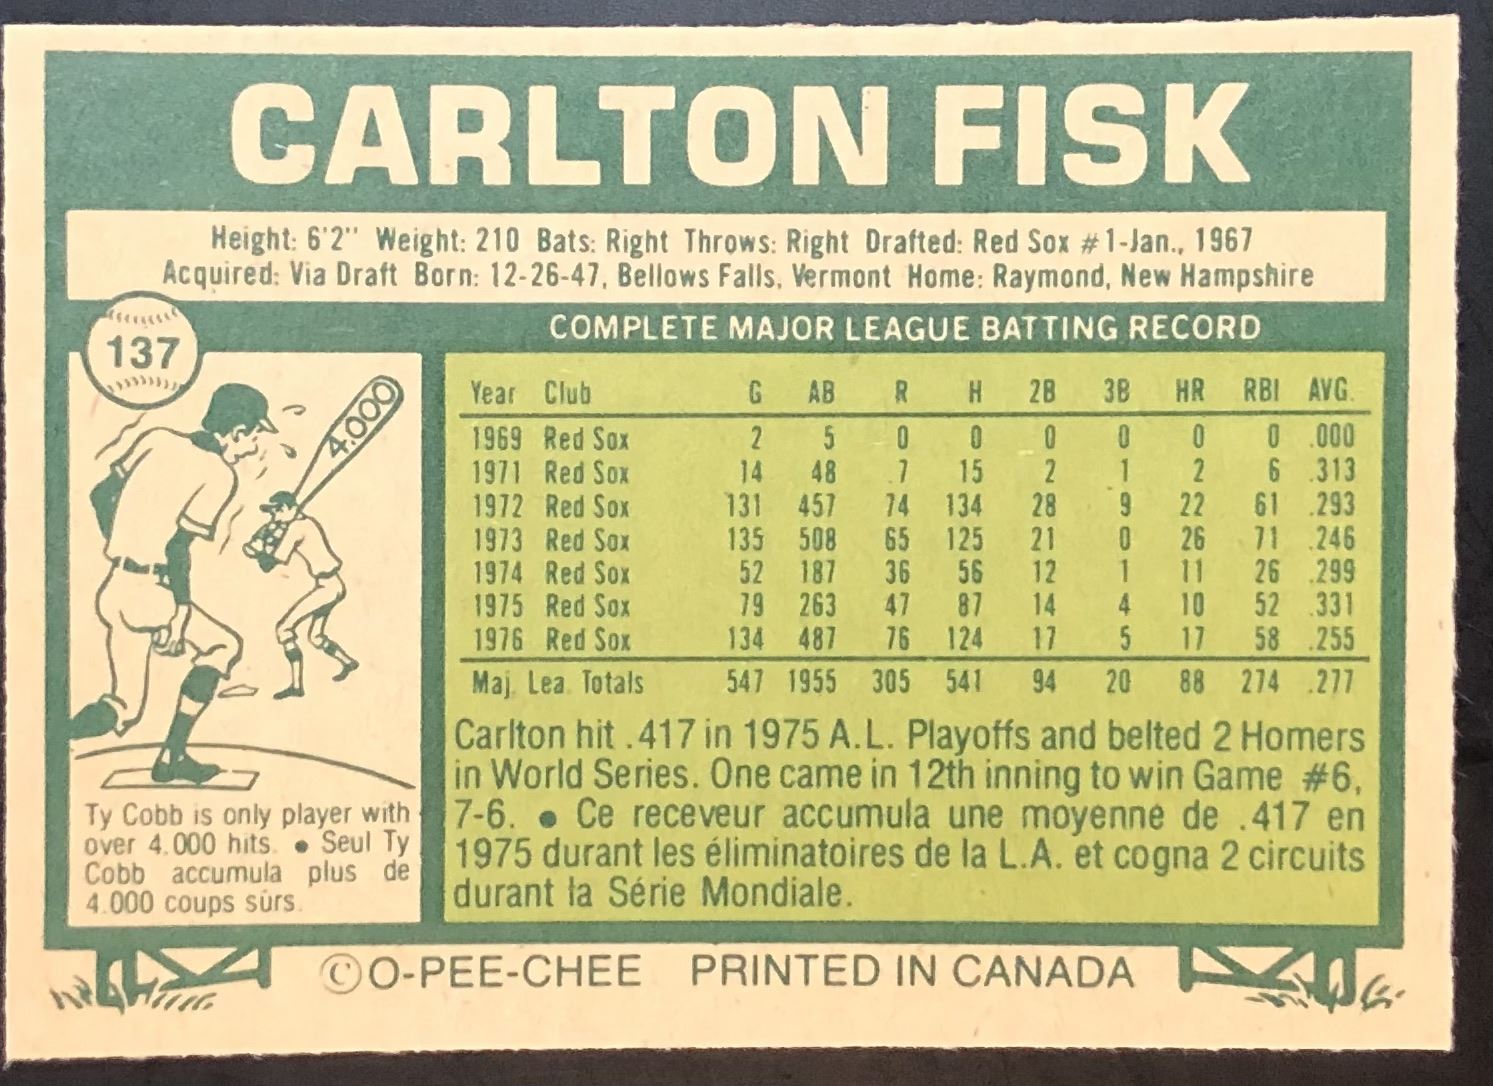 CARLTON FISK
Height: 6'2" Weight: 210 Bats: Right Throws: Right Drafted: Red Sox #1-Jan., 1967
Acquired: Via Draft Born: 12-26-47, Bellows Falls, Vermont Home: Raymond, New Hampshire
137
COMPLETE MAJOR LEAGUE BATTING RECORD
Year Club G AB R H 2B 3B HR RBI AVG.
1969 Red Sox 2 5 0 0 0 0 0 0 .000
1971 Red Sox 14 48 7 15 2 1 2 6 .313
1972 Red Sox 131 457 74 134 28 9 22 61 .293
1973 Red Sox 135 508 65 125 21 0 26 71 .246
1974 Red Sox 52 187 36 56 12 1 11 26 .299
1975 Red Sox 79 263 47 87 14 4 10 52 .331
1976 Red Sox 134 487 76 124 17 5 17 58 .255
Maj. Lea. Totals 547 1955 305 541 94 20 88 274 .277
Carlton hit .417 in 1975 A.L. Playoffs and belted 2 Homers
in World Series. One came in 12th inning to win Game #6,
7-6. • Ce receveur accumula une moyenne de .417 en
1975 durant les éliminatoires de la L.A. et cogna 2 circuits
durant la Série Mondiale.
4.000
Ty Cobb is only player with
over 4.000 hits. • Seul Ty
Cobb accumula plus de
4.000 coups sûrs.
© O-PEE-CHEE PRINTED IN CANADA